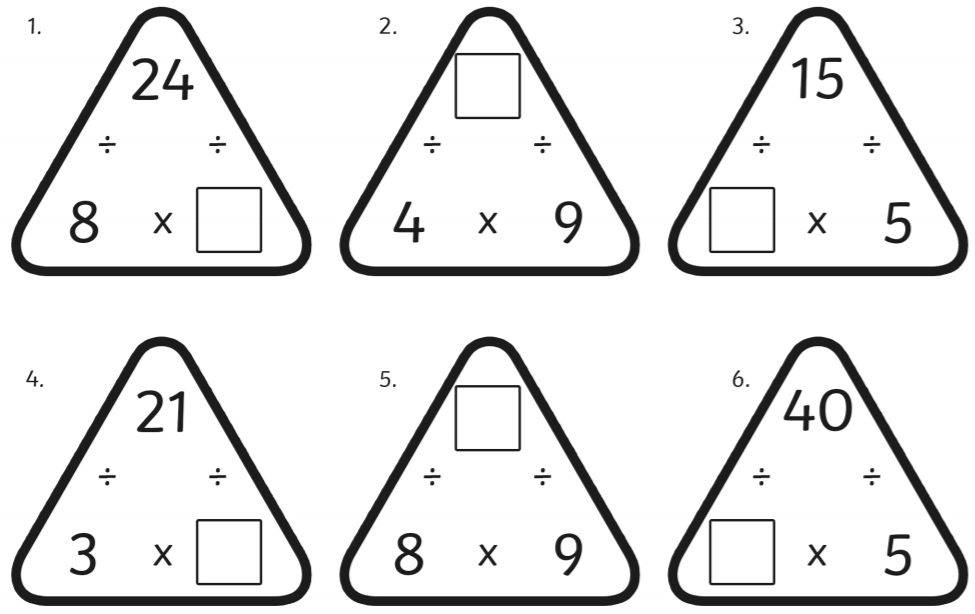 1. 2. 3.
24 15
÷ ÷ ÷ ÷ ÷ ÷
8 x 4 x 9 x 5
4. 5. 6.
21 40
÷ ÷ ÷ ÷ ÷ ÷
3 x 8 x 9 x 5